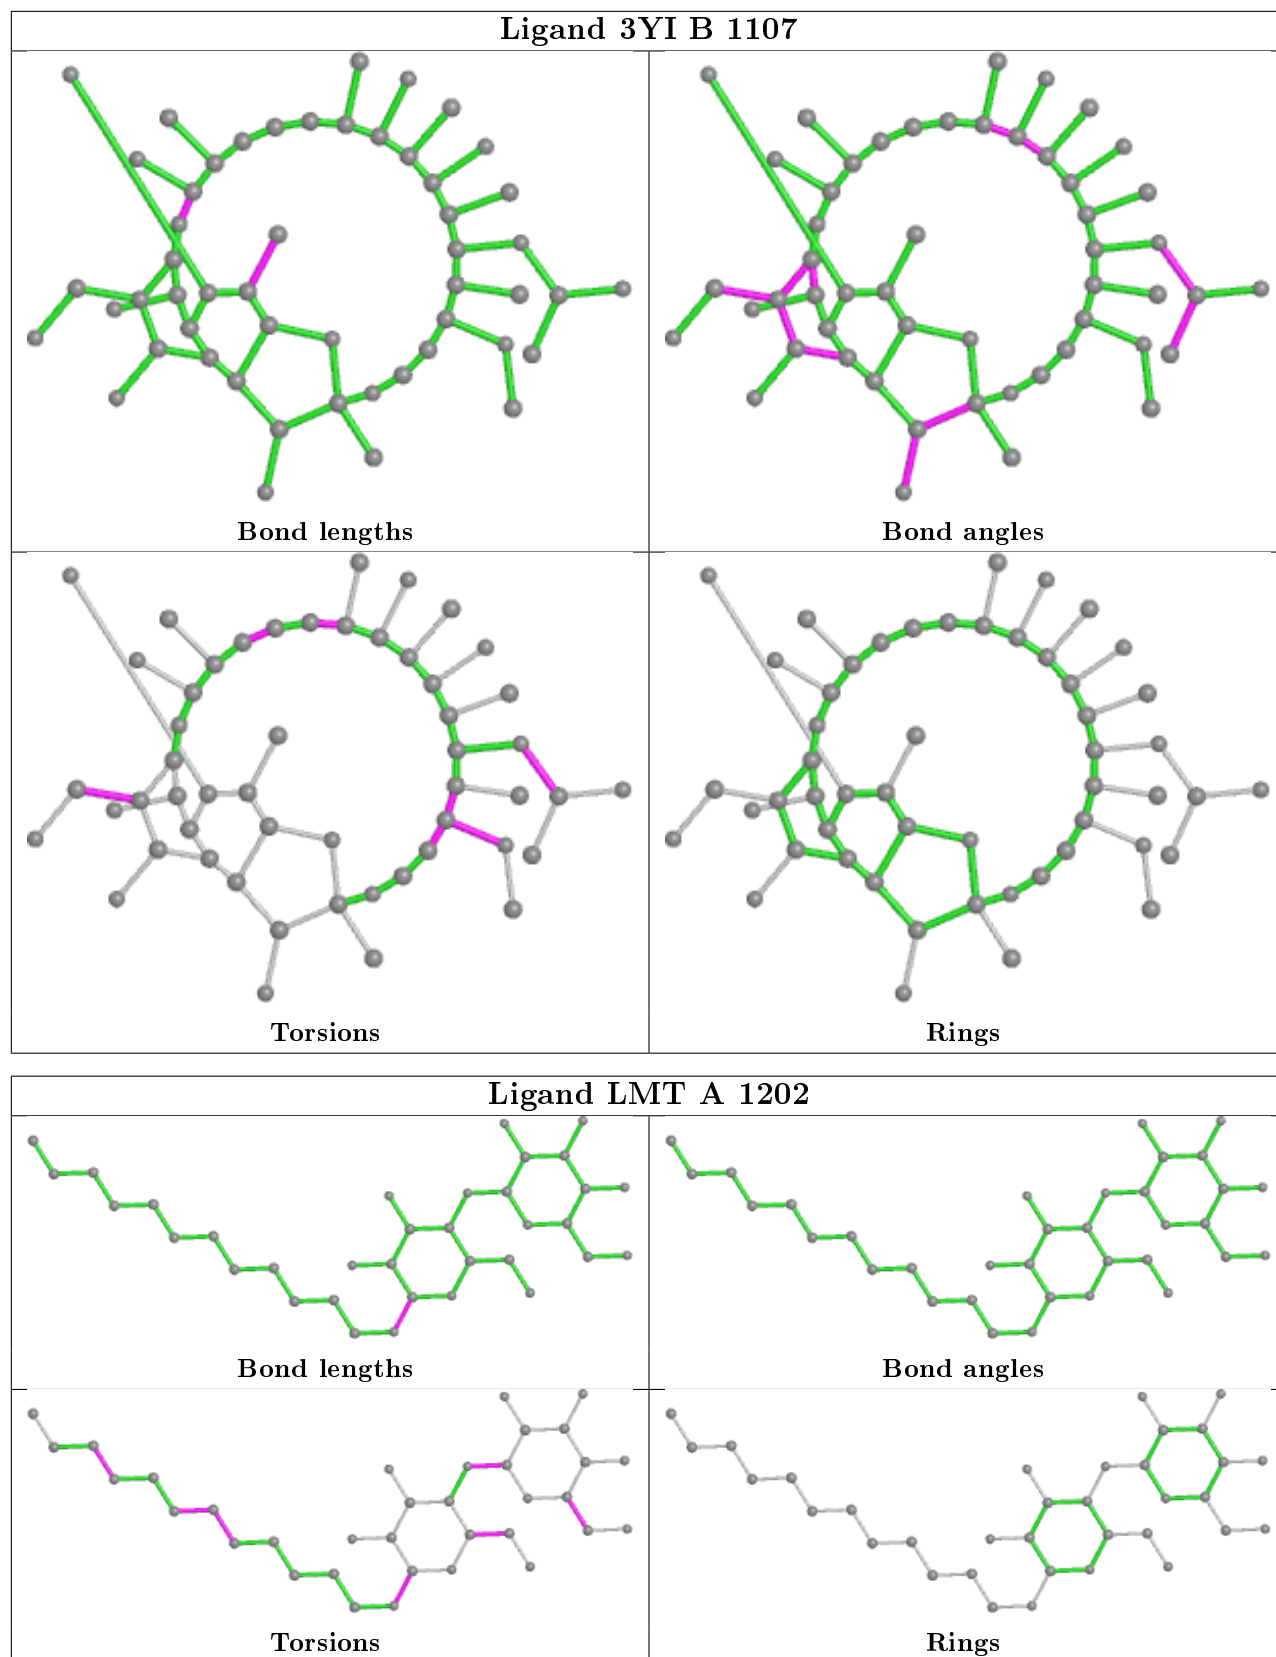 Ligand 3YI B 1107
Bond lengths
Bond angles
Torsions
Rings
Ligand LMT A 1202
Bond lengths
Bond angles
Torsions
Rings